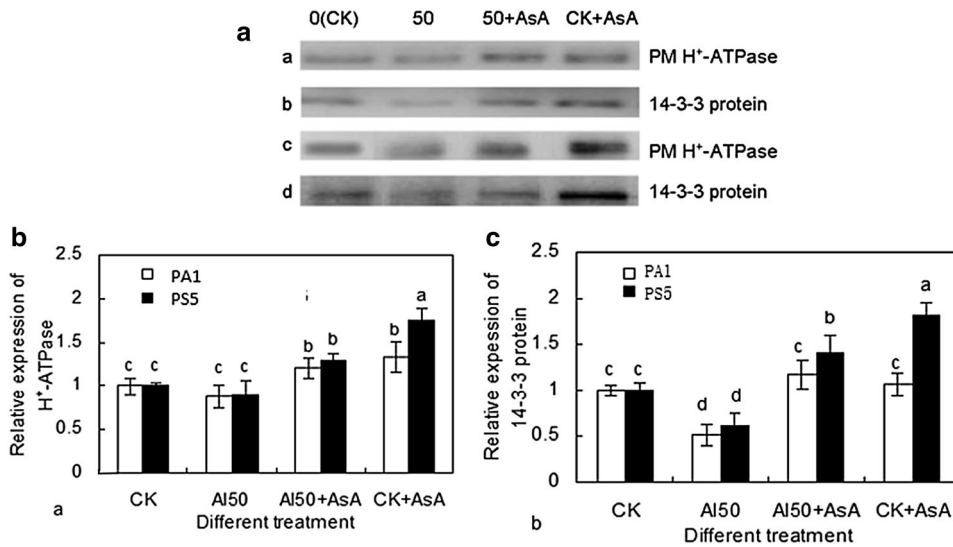 a
0(CK) 50 50+AsA CK+AsA
a PM H⁺-ATPase
b 14-3-3 protein
c PM H⁺-ATPase
d 14-3-3 protein
b
Relative expression of
H⁺-ATPase
2.5
2
1.5
1
0.5
0
PA1
PS5
c c c c b b b a
CK Al50 Al50+AsA CK+AsA
Different treatment
a
c
Relative expession of
14-3-3 protein
2.5
2.0
1.5
1.0
0.5
0
PA1
PS5
c c d d c b c a
CK Al50 Al50+AsA CK+AsA
Different treatment
b